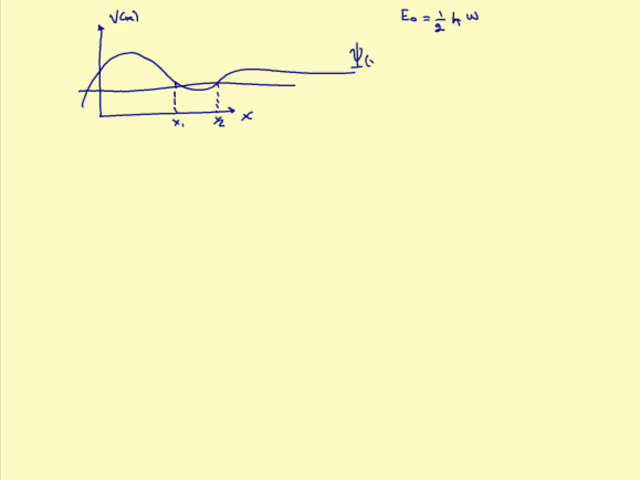 V(x)
E₀ = ½ ħ ω
Ψ(
x₁
x₂
x